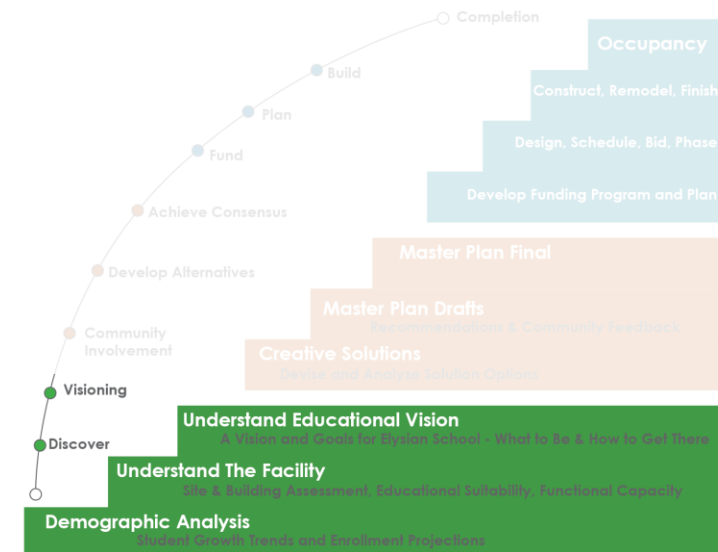 Completion
Occupancy
Build
Construct, Remodel, Finish
Plan
Design, Schedule, Bid, Phase
Fund
Develop Funding Program and Plan
Achieve Consensus
Master Plan Final
Develop Alternatives
Master Plan Drafts
Recommendations & Community Feedback
Community
Involvement
Creative Solutions
Devise and Analyze Solution Options
Visioning
Understand Educational Vision
A Vision and Goals for Elysian School - What to Be & How to Get There
Discover
Understand The Facility
Site & Building Assessment, Educational Suitability, Functional Capacity
Demographic Analysis
Student Growth Trends and Enrollment Projections